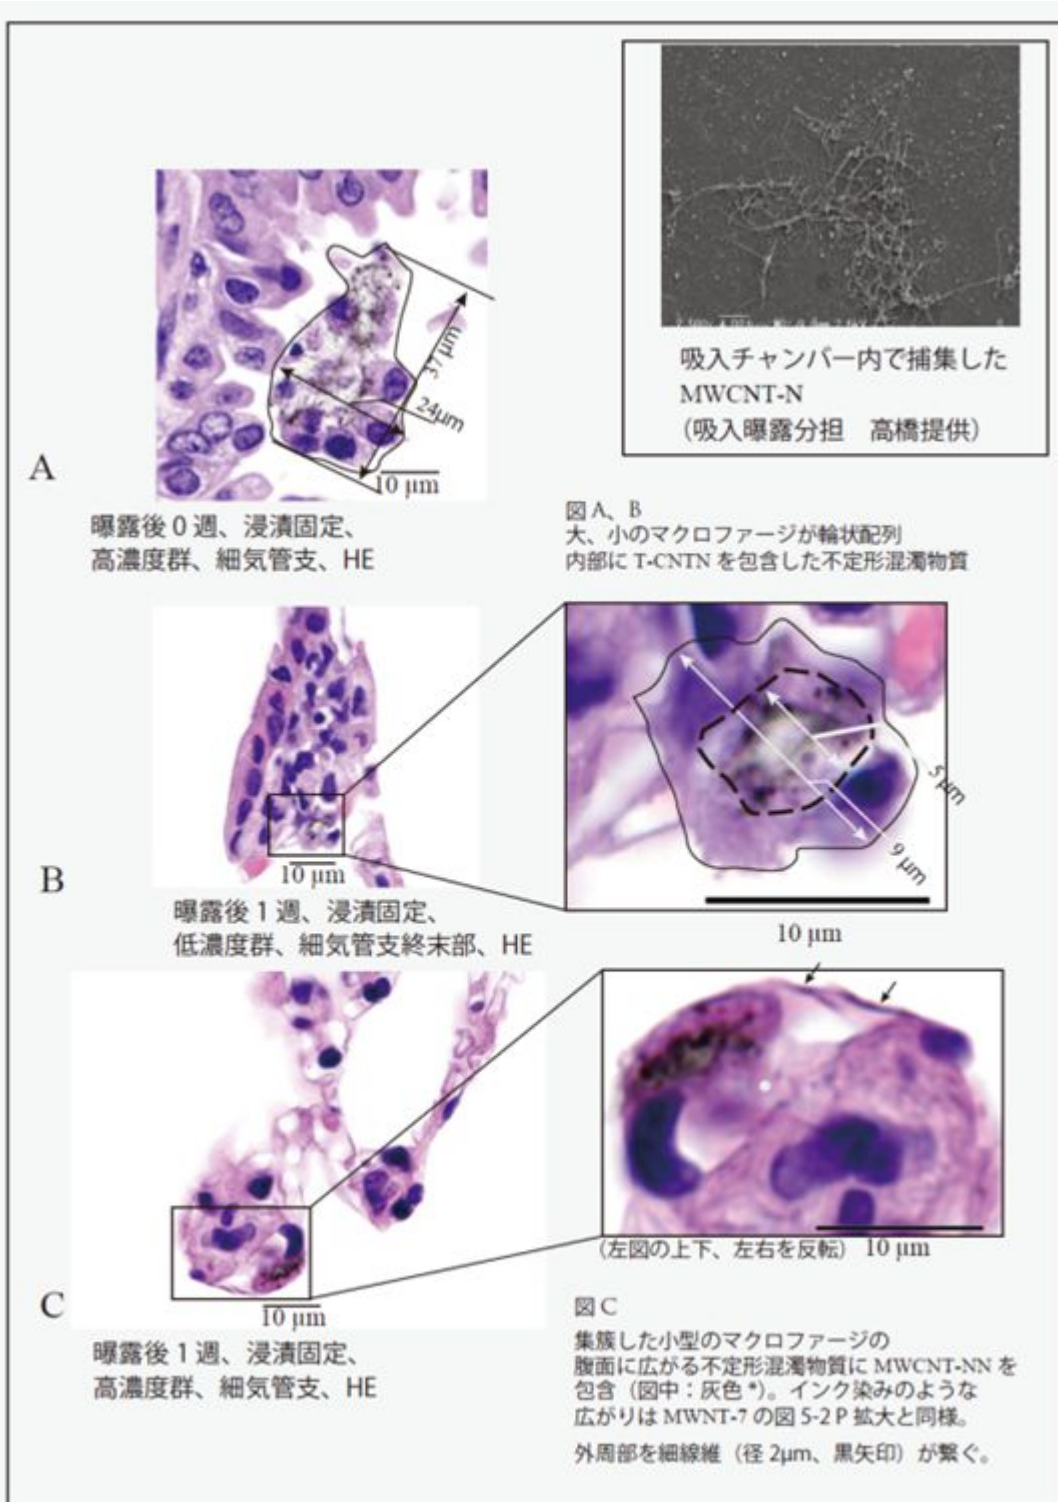 吸入チャンバー内で捕集した
MWCNT-N
（吸入曝露分担　高橋提供）
37 μm
24μm
10 μm
A
曝露後 0 週、浸漬固定、
高濃度群、細気管支、HE
図 A、B
大、小のマクロファージが輪状配列
内部に T-CNTN を包含した不定形混濁物質
5 μm
9 μm
10 μm
B
10 μm
曝露後 1 週、浸漬固定、
低濃度群、細気管支終末部、HE
（左図の上下、左右を反転）
10 μm
C
10 μm
曝露後 1 週、浸漬固定、
高濃度群、細気管支、HE
図 C
集簇した小型のマクロファージの
腹面に広がる不定形混濁物質に MWCNT-NN を
包含（図中：灰色 *）。インク染みのような
広がりは MWNT-7 の図 5-2 P 拡大と同様。
外周部を細線維（径 2μm、黒矢印）が繋ぐ。